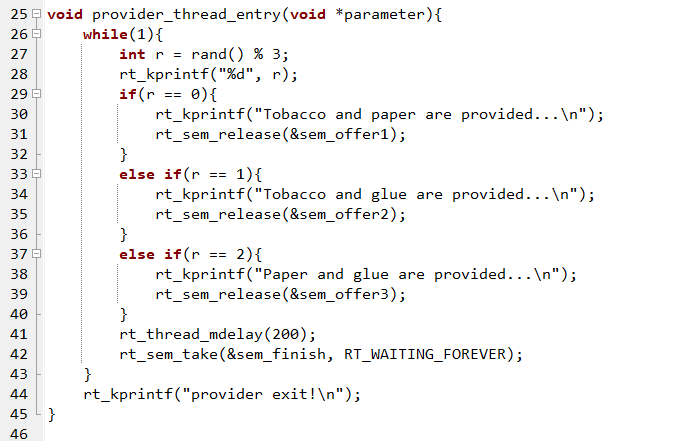 25 void provider_thread_entry(void *parameter){
26     while(1){
27         int r = rand() % 3;
28         rt_kprintf("%d", r);
29         if(r == 0){
30             rt_kprintf("Tobacco and paper are provided...\n");
31             rt_sem_release(&sem_offer1);
32         }
33         else if(r == 1){
34             rt_kprintf("Tobacco and glue are provided...\n");
35             rt_sem_release(&sem_offer2);
36         }
37         else if(r == 2){
38             rt_kprintf("Paper and glue are provided...\n");
39             rt_sem_release(&sem_offer3);
40         }
41         rt_thread_mdelay(200);
42         rt_sem_take(&sem_finish, RT_WAITING_FOREVER);
43     }
44     rt_kprintf("provider exit!\n");
45 }
46